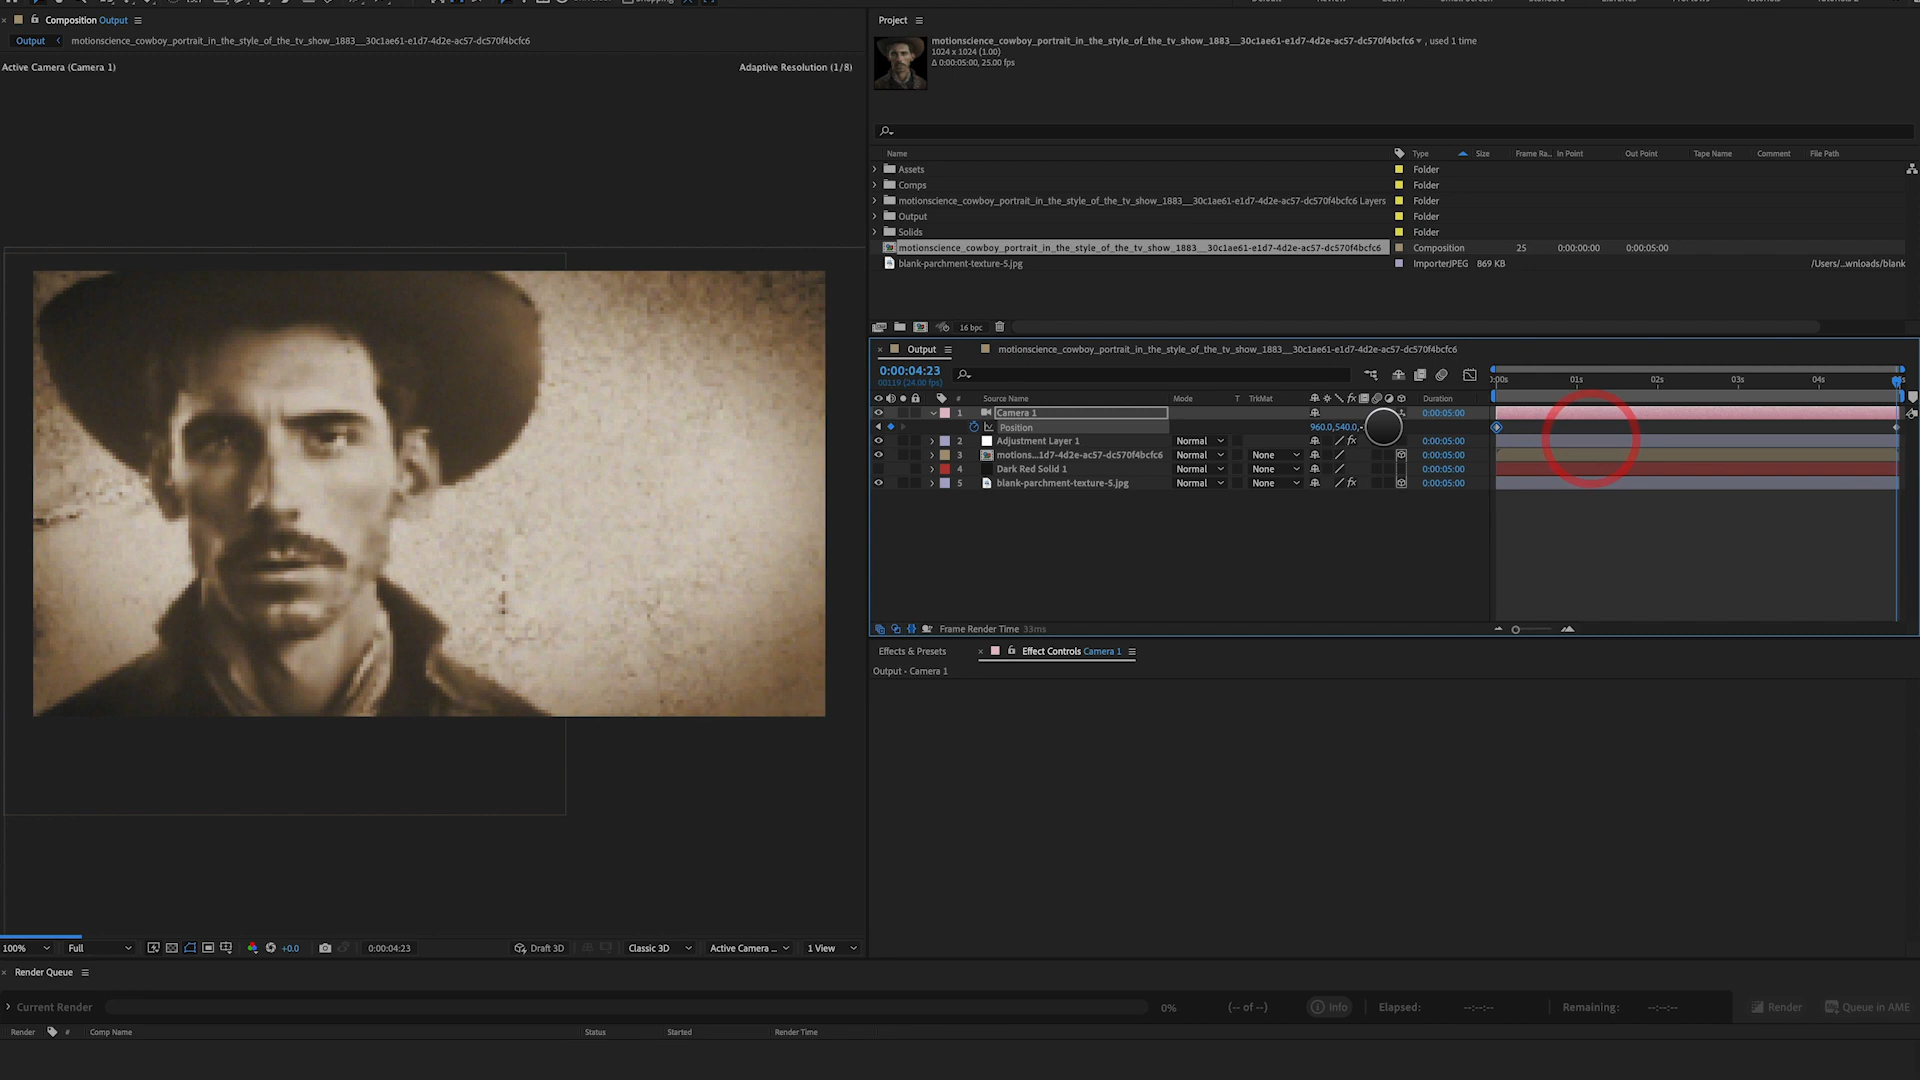 Composition Output
Project
Output
motionscience_cowboy_portrait_in_the_style_of_the_tv_show_1883__30c1ae61-e1d7-4d2e-ac57-dc570f4bcfc6
motionscience_cowboy_portrait_in_the_style_of_the_tv_show_1883__30c1ae61-e1d7-4d2e-ac57-dc570f4bcfc6 , used 1 time
1024 x 1024 (1.00)
Δ 0:00:05:00, 25.00 fps
Active Camera (Camera 1)
Adaptive Resolution (1/8)
Name Type Size Frame Ra... In Point Out Point Tape Name Comment File Path
Assets Folder
Comps Folder
motionscience_cowboy_portrait_in_the_style_of_the_tv_show_1883__30c1ae61-e1d7-4d2e-ac57-dc570f4bcfc6 Layers Folder
Output Folder
Solids Folder
motionscience_cowboy_portrait_in_the_style_of_the_tv_show_1883__30c1ae61-e1d7-4d2e-ac57-dc570f4bcfc6 Composition 25 0:00:00:00 0:00:05:00
blank-parchment-texture-5.jpg ImporterJPEG 869 KB /Users/...wnloads/blank
16 bpc
Output motionscience_cowboy_portrait_in_the_style_of_the_tv_show_1883__30c1ae61-e1d7-4d2e-ac57-dc570f4bcfc6
0:00:04:23
00119 (24.00 fps)
:00s 01s 02s 03s 04s
# Source Name Mode T TrkMat Duration
1 Camera 1 0:00:05:00
Position 960.0,540.0,-
2 Adjustment Layer 1 Normal 0:00:05:00
3 motions...1d7-4d2e-ac57-dc570f4bcfc6 Normal None 0:00:05:00
4 Dark Red Solid 1 Normal None 0:00:05:00
5 blank-parchment-texture-5.jpg Normal None 0:00:05:00
Frame Render Time 33ms
Effects & Presets Effect Controls Camera 1
Output • Camera 1
100% Full +0.0 0:00:04:23 Draft 3D Classic 3D Active Camera ... 1 View
Render Queue
Current Render 0% (-- of --) Info Elapsed: --:--:-- Remaining: --:--:-- Render Queue in AME
Render # Comp Name Status Started Render Time